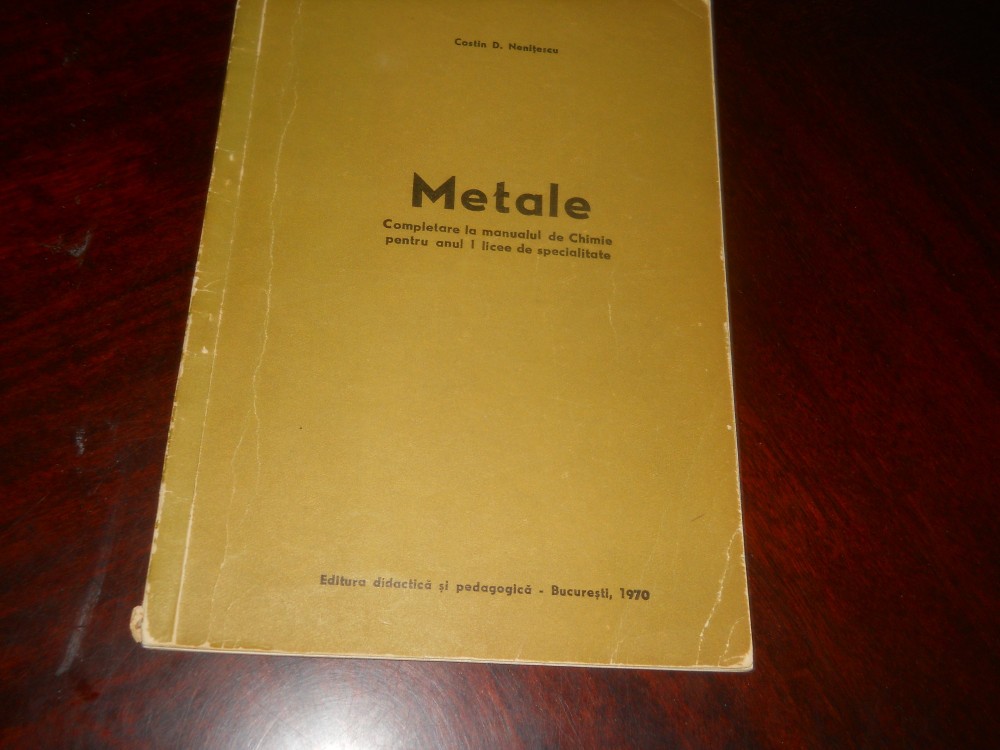 Costin D. Nenițescu
Metale
Completare la manualul de Chimie
pentru anul I licee de specialitate
Editura didactică și pedagogică - București, 1970